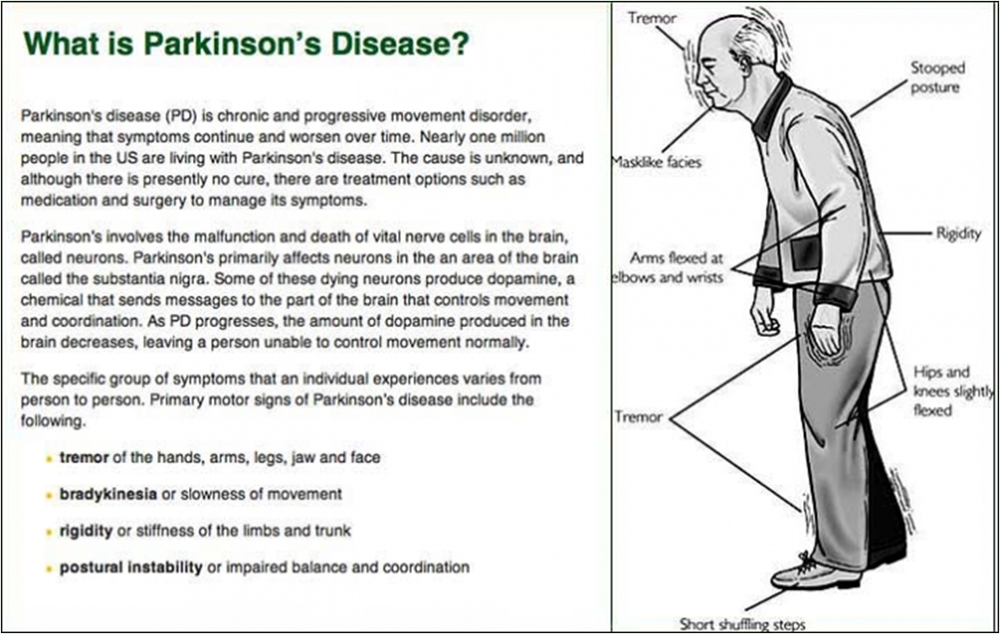 What is Parkinson's Disease?
Parkinson's disease (PD) is chronic and progressive movement disorder,
meaning that symptoms continue and worsen over time. Nearly one million
people in the US are living with Parkinson's disease. The cause is unknown, and
although there is presently no cure, there are treatment options such as
medication and surgery to manage its symptoms.
Parkinson's involves the malfunction and death of vital nerve cells in the brain,
called neurons. Parkinson's primarily affects neurons in the an area of the brain
called the substantia nigra. Some of these dying neurons produce dopamine, a
chemical that sends messages to the part of the brain that controls movement
and coordination. As PD progresses, the amount of dopamine produced in the
brain decreases, leaving a person unable to control movement normally.
The specific group of symptoms that an individual experiences varies from
person to person. Primary motor signs of Parkinson's disease include the
following.
tremor of the hands, arms, legs, jaw and face
bradykinesia or slowness of movement
rigidity or stiffness of the limbs and trunk
postural instability or impaired balance and coordination
Tremor
Stooped
posture
Masklike facies
Rigidity
Arms flexed at
elbows and wrists
Hips and
knees slightly
flexed
Tremor
Short shuffling steps